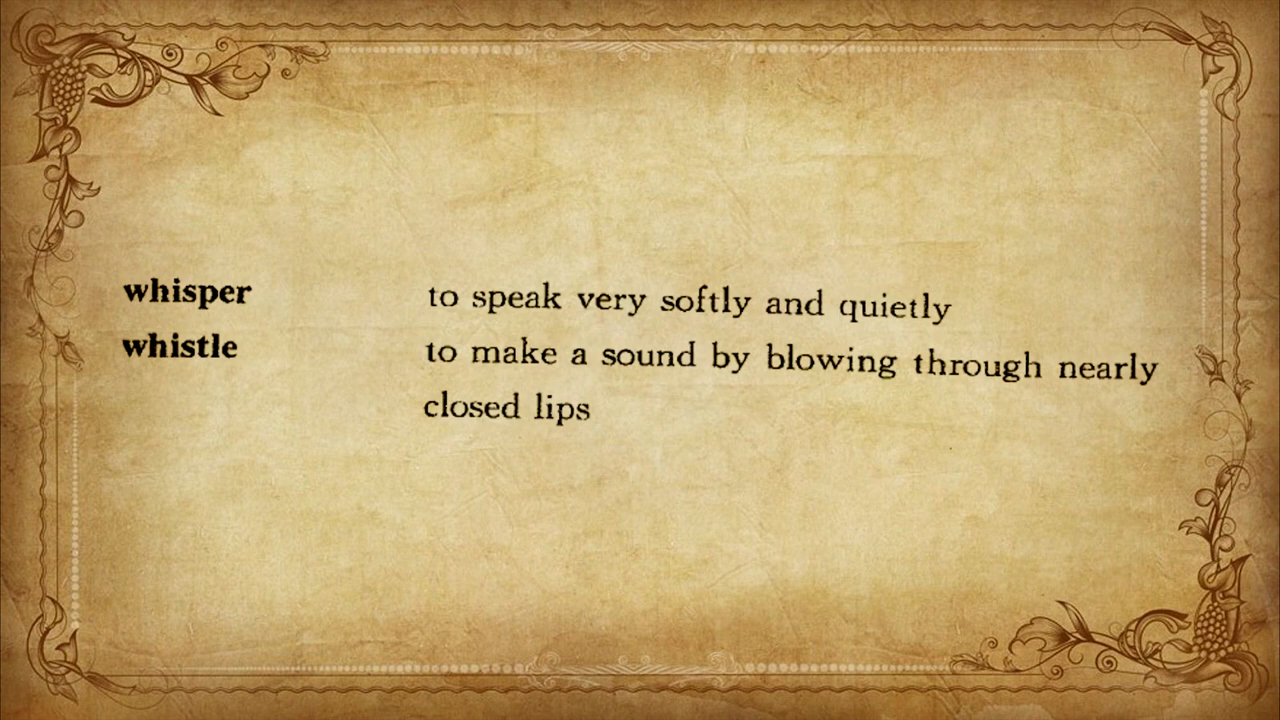 whisper to speak very softly and quietly
whistle to make a sound by blowing through nearly
closed lips